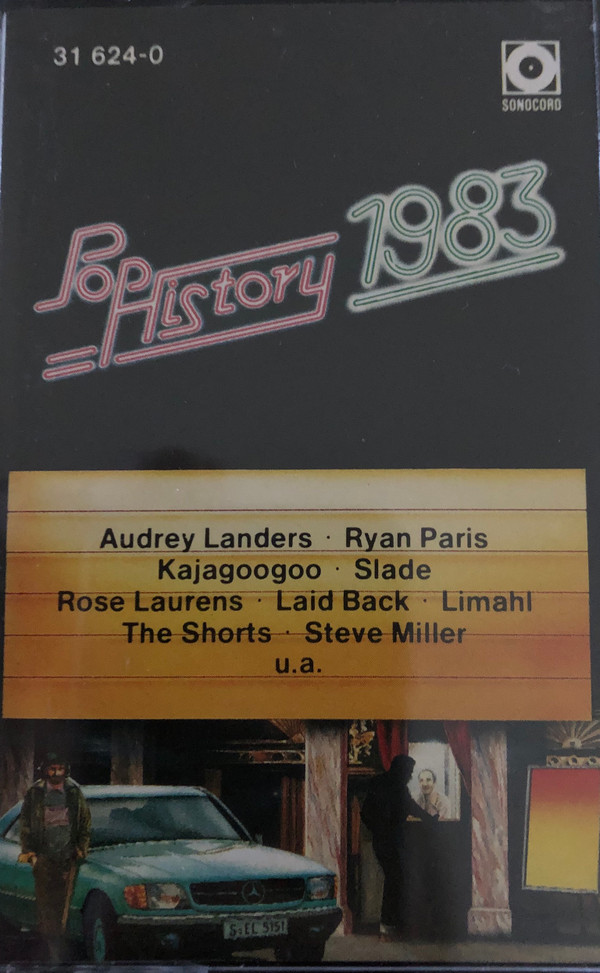 31 624-0
SONOCORD
Pop History 1983
Audrey Landers · Ryan Paris
Kajagoogoo · Slade
Rose Laurens · Laid Back · Limahl
The Shorts · Steve Miller
u.a.
S-EL 5151